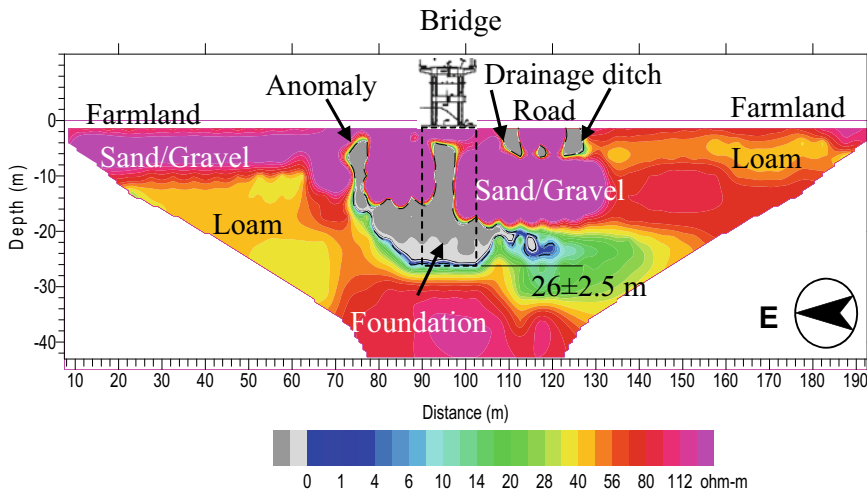 Bridge
Anomaly
Drainage ditch
Farmland
Road
Farmland
Sand/Gravel
Loam
Sand/Gravel
Loam
26±2.5 m
Foundation
E
Depth (m)
0
-10
-20
-30
-40
10 20 30 40 50 60 70 80 90 100 110 120 130 140 150 160 170 180 190
Distance (m)
0 1 4 6 10 14 20 28 40 56 80 112 ohm-m